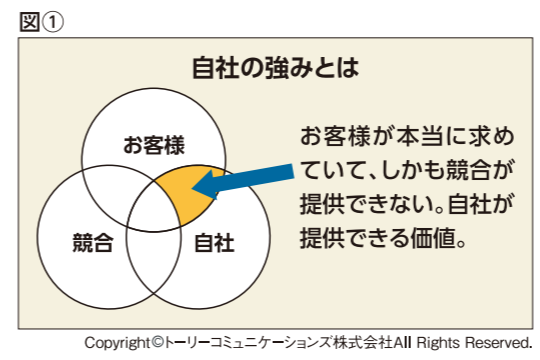 図①
自社の強みとは
お客様
競合
自社
お客様が本当に求め
ていて、しかも競合が
提供できない。自社が
提供できる価値。
Copyright©トーリーコミュニケーションズ株式会社All Rights Reserved.